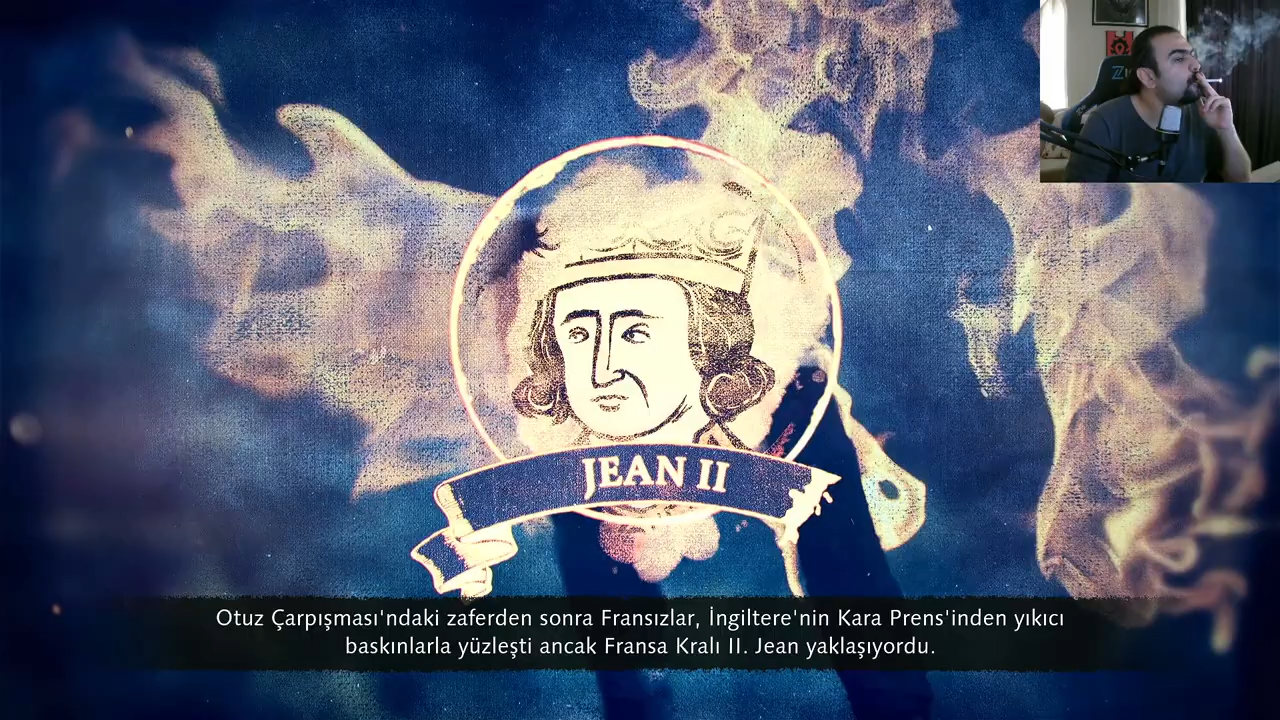 JEAN II
Otuz Çarpışması'ndaki zaferden sonra Fransızlar, İngiltere'nin Kara Prens'inden yıkıcı
baskınlarla yüzleşti ancak Fransa Kralı II. Jean yaklaşıyordu.